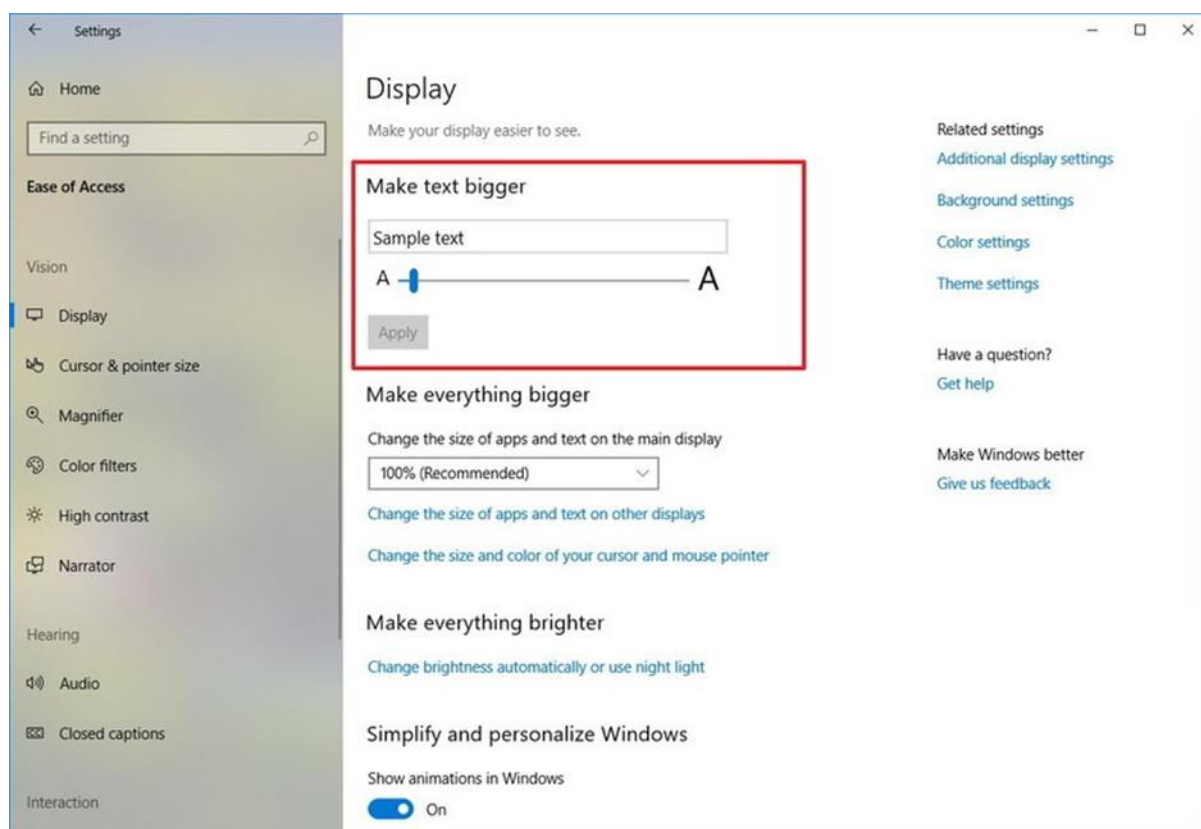 Settings
Home
Find a setting
Ease of Access
Vision
Display
Cursor & pointer size
Magnifier
Color filters
High contrast
Narrator
Hearing
Audio
Closed captions
Interaction
Display
Make your display easier to see.
Make text bigger
Sample text
A A
Apply
Make everything bigger
Change the size of apps and text on the main display
100% (Recommended)
Change the size of apps and text on other displays
Change the size and color of your cursor and mouse pointer
Make everything brighter
Change brightness automatically or use night light
Simplify and personalize Windows
Show animations in Windows
On
Related settings
Additional display settings
Background settings
Color settings
Theme settings
Have a question?
Get help
Make Windows better
Give us feedback